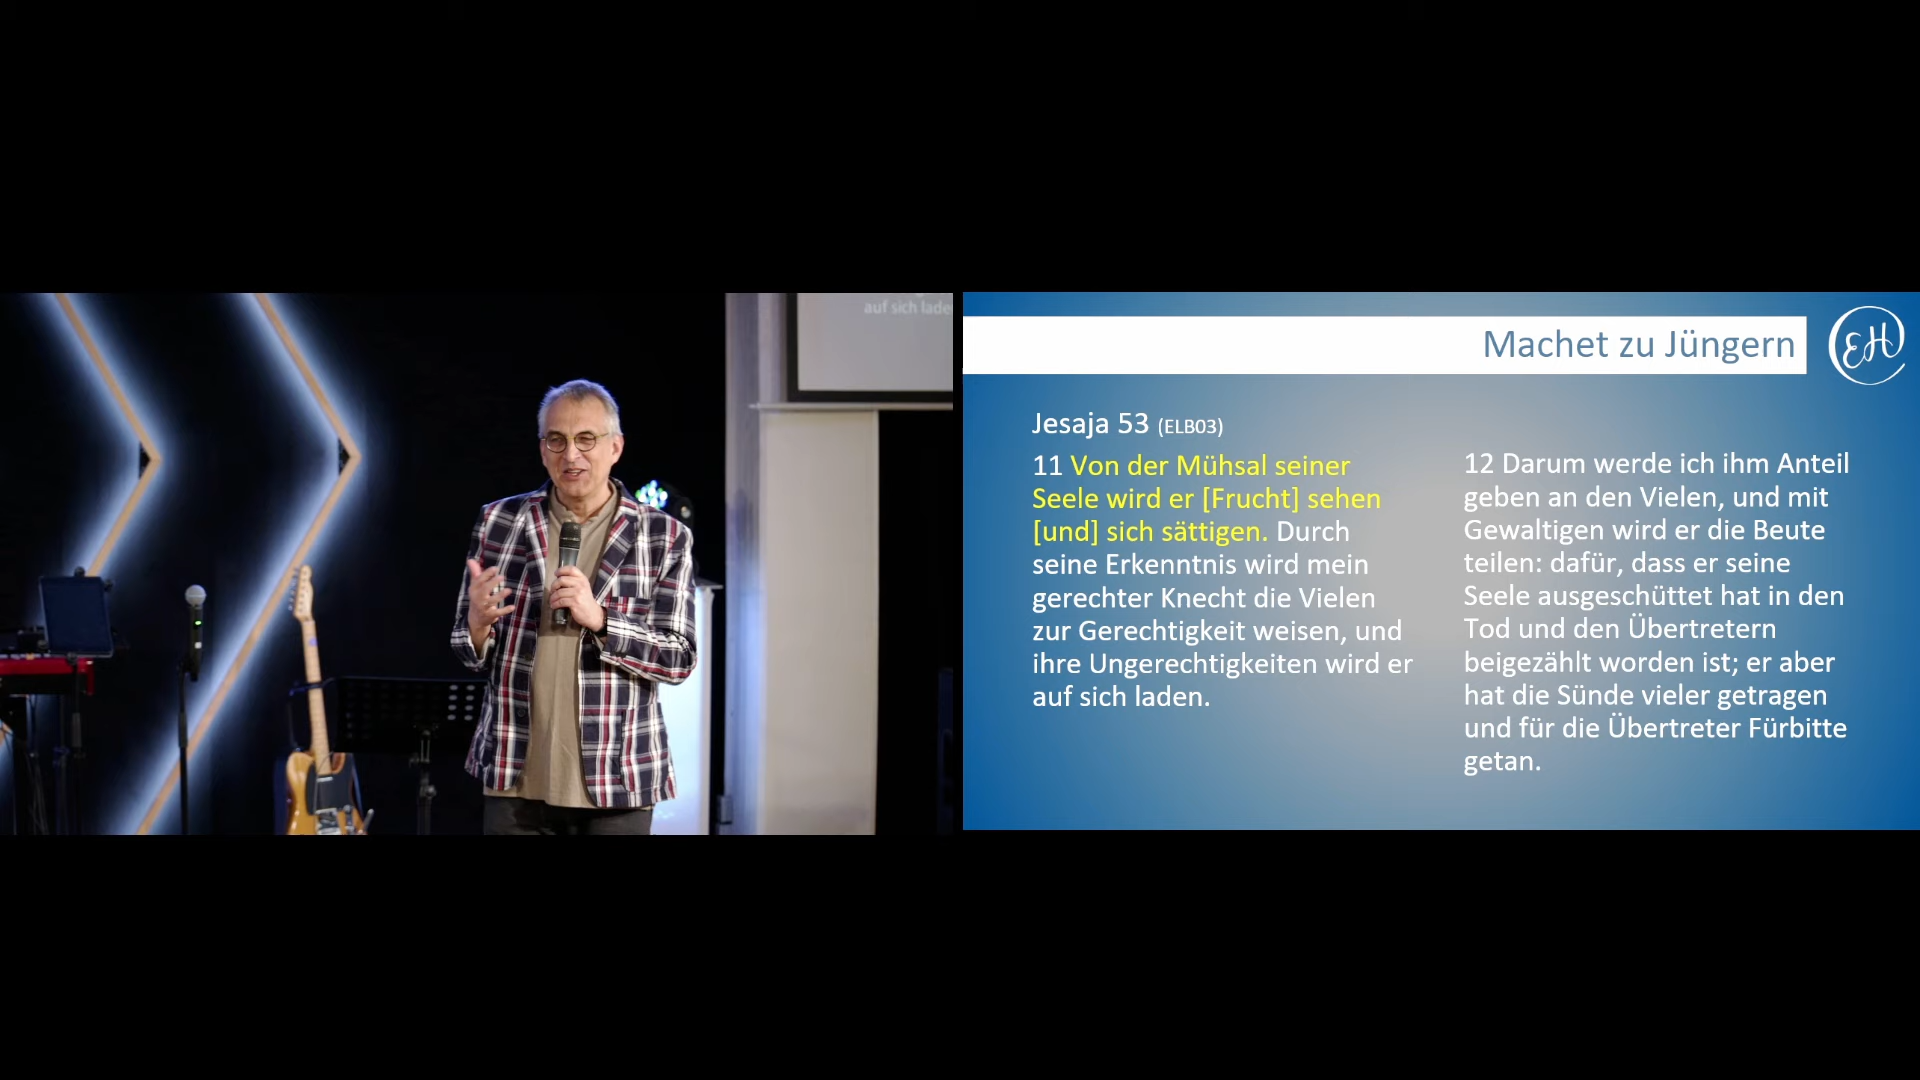 auf sich lade
Machet zu Jüngern
EH
Jesaja 53 (ELB03)
11 Von der Mühsal seiner
Seele wird er [Frucht] sehen
[und] sich sättigen. Durch
seine Erkenntnis wird mein
gerechter Knecht die Vielen
zur Gerechtigkeit weisen, und
ihre Ungerechtigkeiten wird er
auf sich laden.
12 Darum werde ich ihm Anteil
geben an den Vielen, und mit
Gewaltigen wird er die Beute
teilen: dafür, dass er seine
Seele ausgeschüttet hat in den
Tod und den Übertretern
beigezählt worden ist; er aber
hat die Sünde vieler getragen
und für die Übertreter Fürbitte
getan.